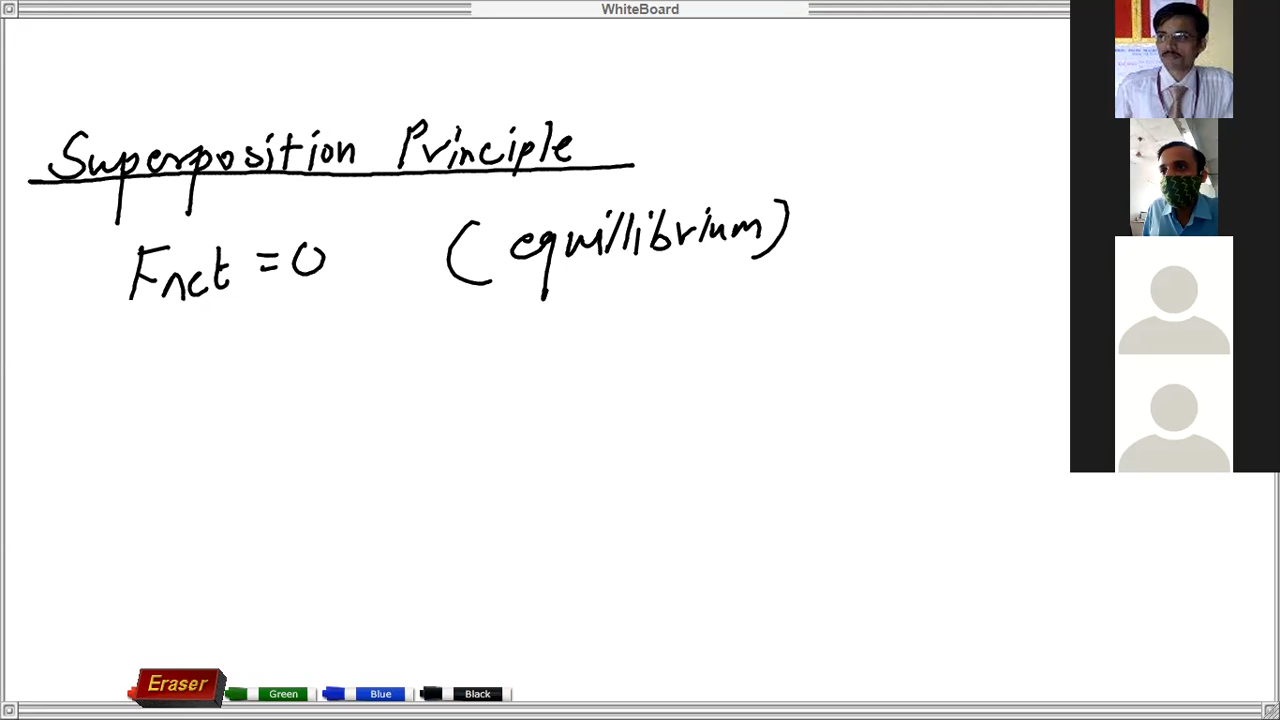 WhiteBoard
Superposition Principle
Fnet = 0 (equillibrium)
Eraser Green Blue Black